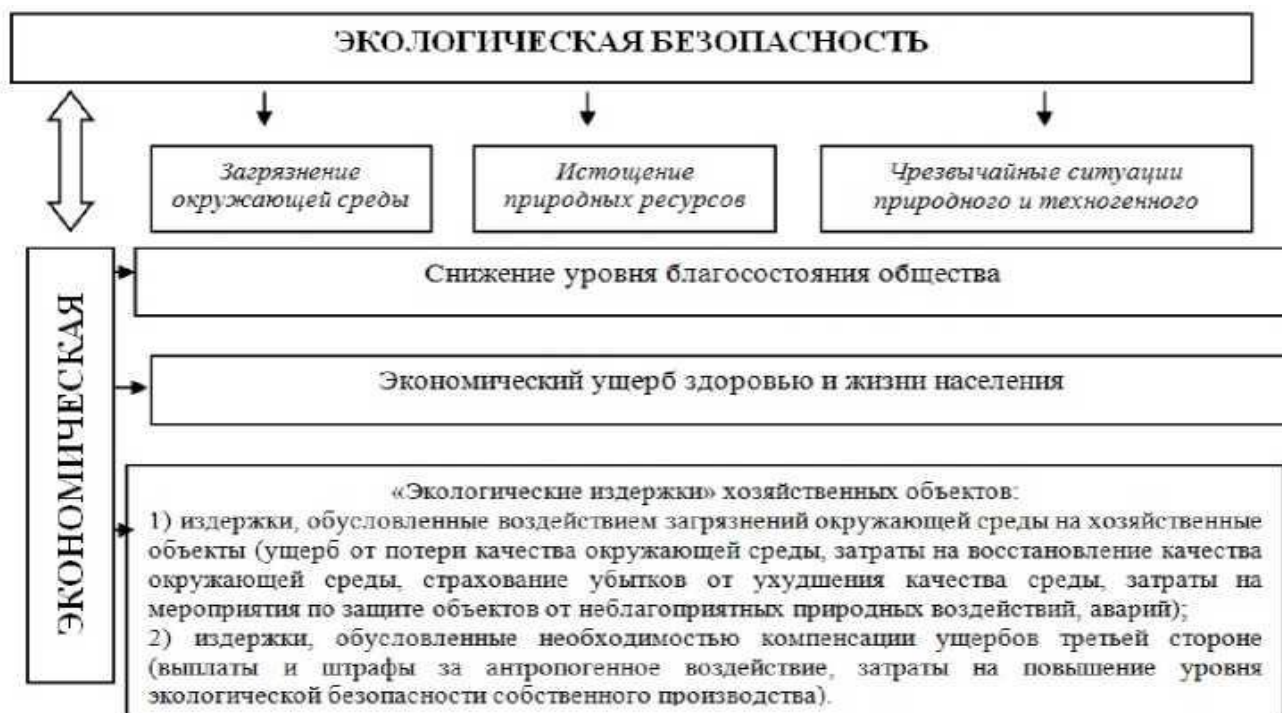 ЭКОЛОГИЧЕСКАЯ БЕЗОПАСНОСТЬ
Загрязнение
окружающей среды
Истощение
природных ресурсов
Чрезвычайные ситуации
природного и техногенного
ЭКОНОМИЧЕСКАЯ
Снижение уровня благосостояния общества
Экономический ущерб здоровью и жизни населения
«Экологические издержки» хозяйственных объектов:
1) издержки, обусловленные воздействием загрязнений окружающей среды на хозяйственные
объекты (ущерб от потери качества окружающей среды, затраты на восстановление качества
окружающей среды, страхование убытков от ухудшения качества среды, затраты на
мероприятия по защите объектов от неблагоприятных природных воздействий, аварий);
2) издержки, обусловленные необходимостью компенсации ущербов третьей стороне
(выплаты и штрафы за антропогенное воздействие, затраты на повышение уровня
экологической безопасности собственного производства).